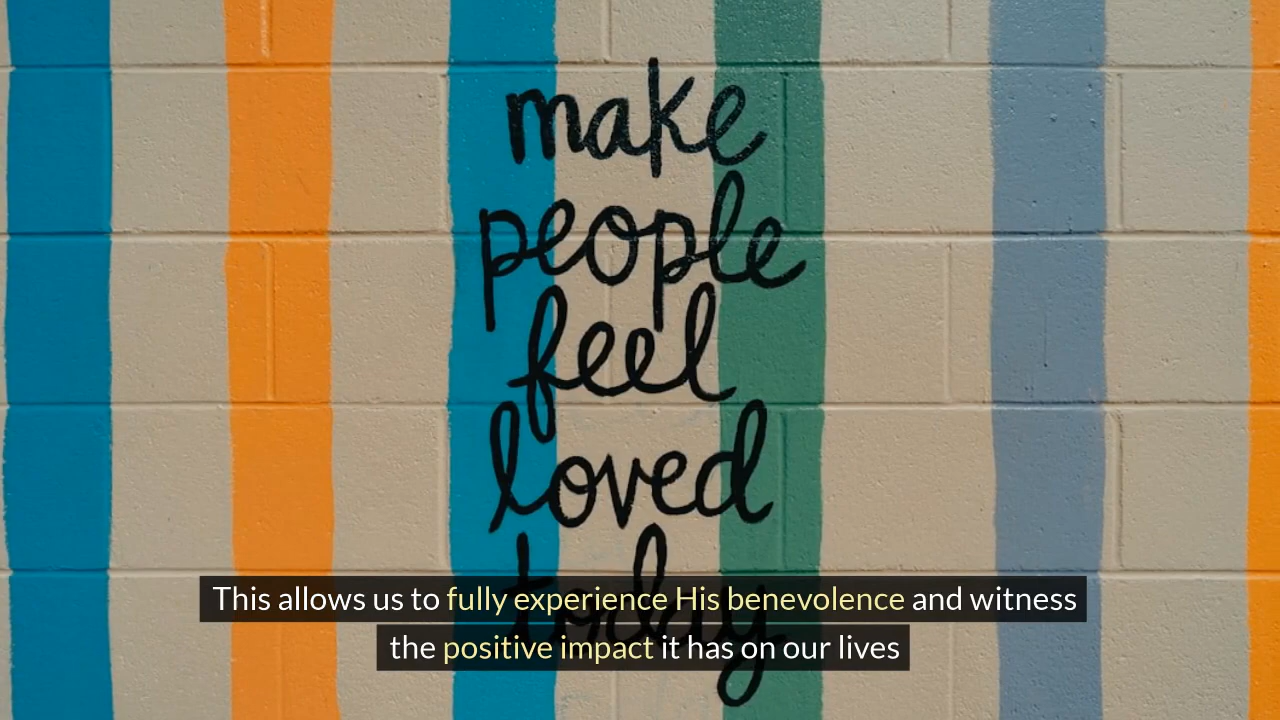 make
people
feel
loved
today
This allows us to fully experience His benevolence and witness
the positive impact it has on our lives